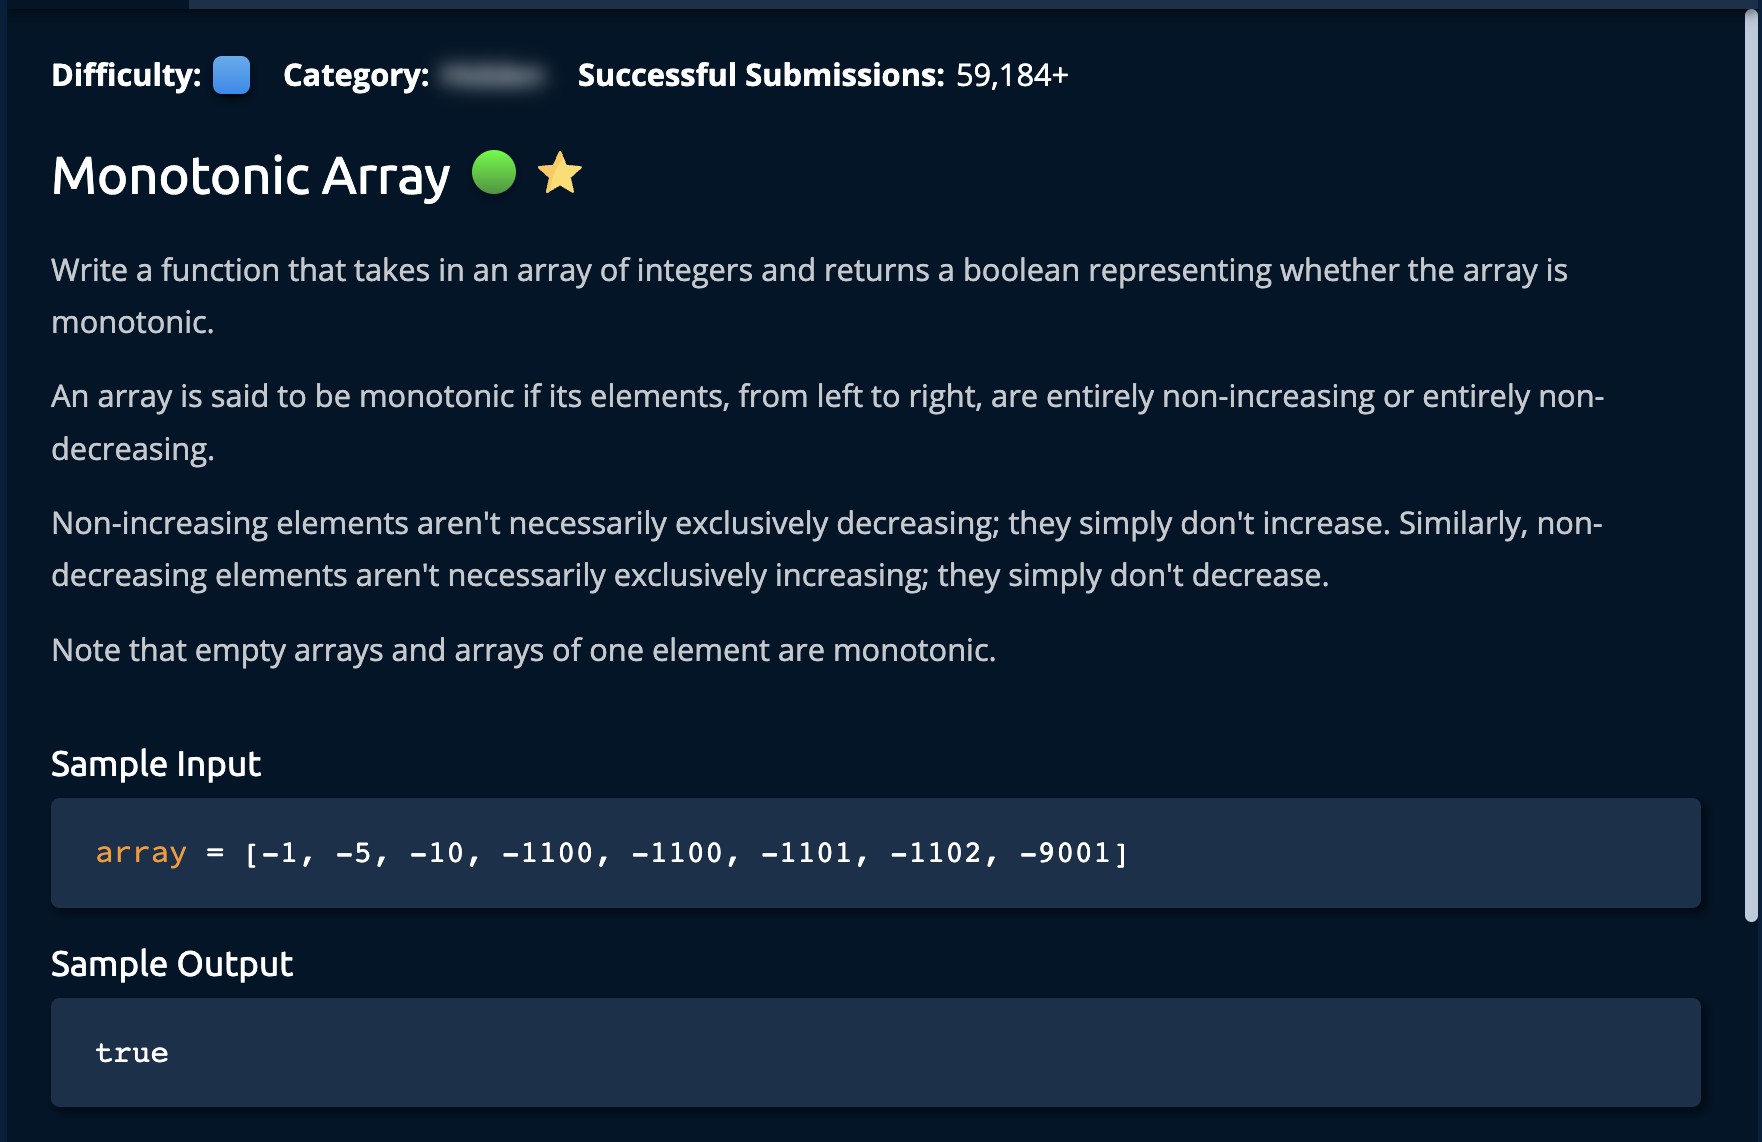 Difficulty: Category: Successful Submissions: 59,184+
Monotonic Array
Write a function that takes in an array of integers and returns a boolean representing whether the array is
monotonic.
An array is said to be monotonic if its elements, from left to right, are entirely non-increasing or entirely non-
decreasing.
Non-increasing elements aren't necessarily exclusively decreasing; they simply don't increase. Similarly, non-
decreasing elements aren't necessarily exclusively increasing; they simply don't decrease.
Note that empty arrays and arrays of one element are monotonic.
Sample Input
array = [-1, -5, -10, -1100, -1100, -1101, -1102, -9001]
Sample Output
true